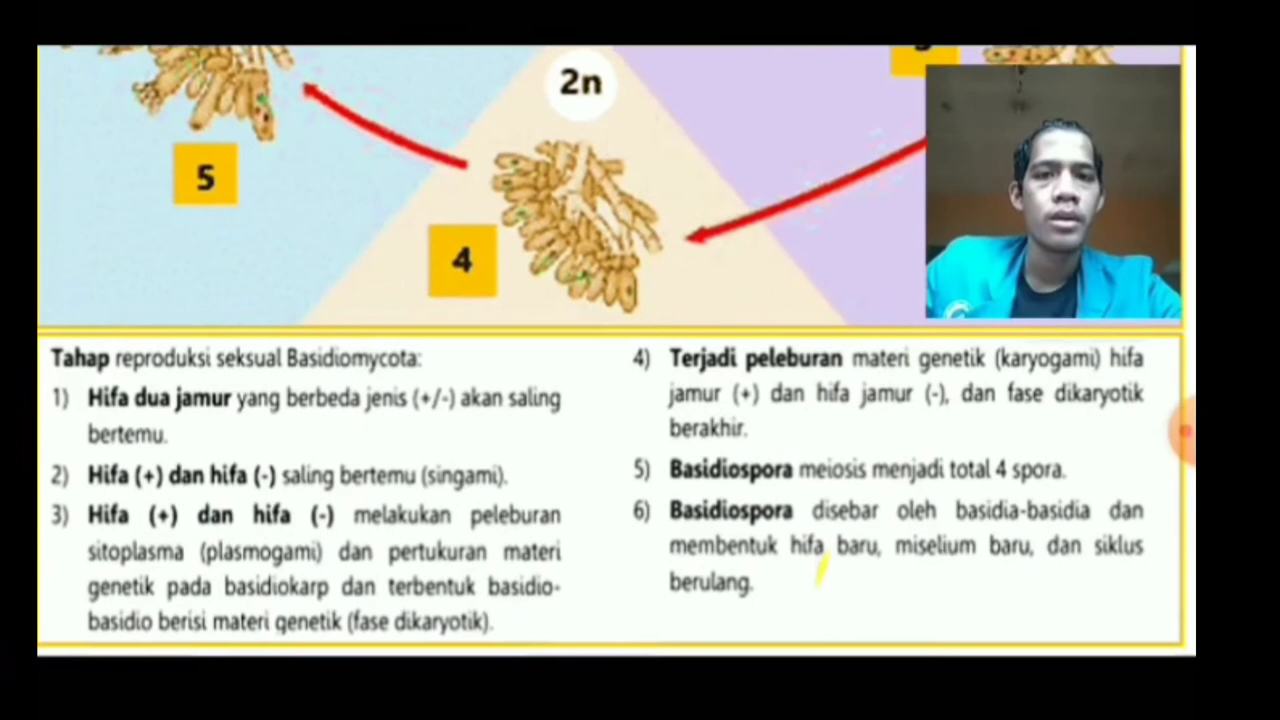 2n
5
4
Tahap reproduksi seksual Basidiomycota:
1) Hifa dua jamur yang berbeda jenis (+/-) akan saling
bertemu.
2) Hifa (+) dan hifa (-) saling bertemu (singami).
3) Hifa (+) dan hifa (-) melakukan peleburan
sitoplasma (plasmogami) dan pertukuran materi
genetik pada basidiokarp dan terbentuk basidio-
basidio berisi materi genetik (fase dikaryotik).
4) Terjadi peleburan materi genetik (karyogami) hifa
jamur (+) dan hifa jamur (-), dan fase dikaryotik
berakhir.
5) Basidiospora meiosis menjadi total 4 spora.
6) Basidiospora disebar oleh basidia-basidia dan
membentuk hifa baru, miselium baru, dan siklus
berulang.